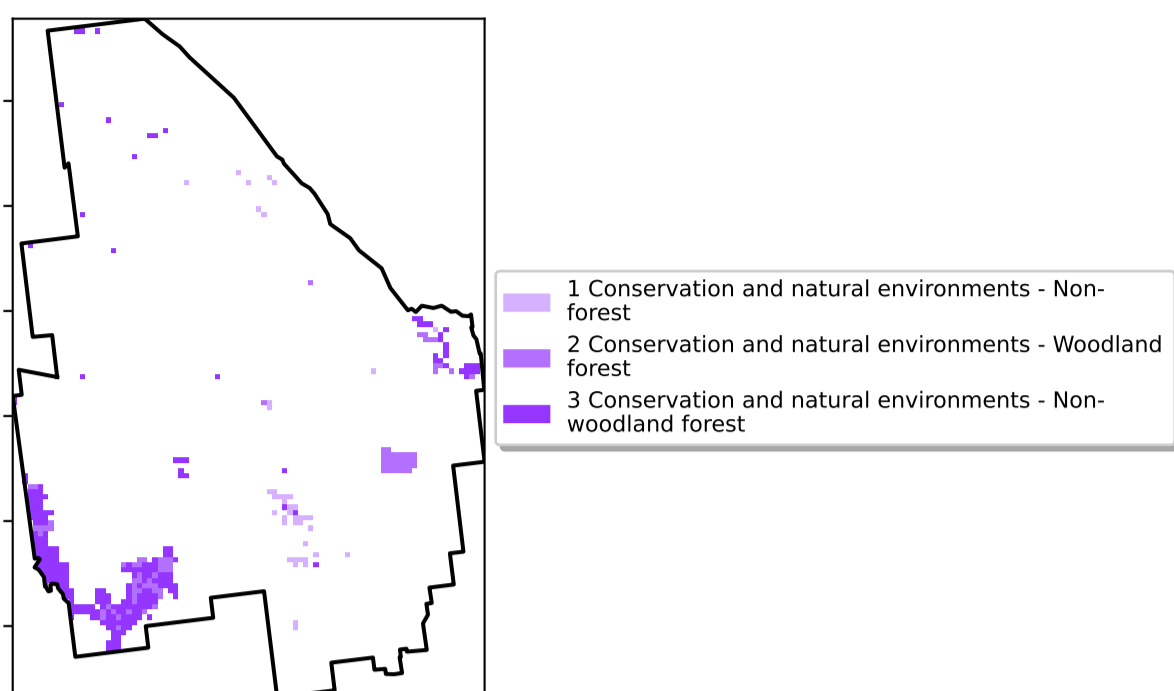 1 Conservation and natural environments - Non-
forest
2 Conservation and natural environments - Woodland
forest
3 Conservation and natural environments - Non-
woodland forest